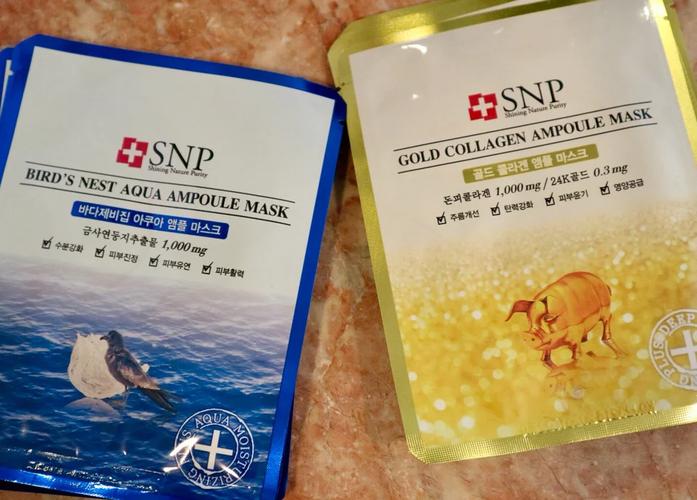 SNP
Shining Nature Purity
BIRD'S NEST AQUA AMPOULE MASK
바다제비집 아쿠아 앰플 마스크
금사연둥지추출물 1,000mg
수분강화 피부진정 피부유연 피부활력
AQUA MOISTURIZING
SNP
Shining Nature Purity
GOLD COLLAGEN AMPOULE MASK
골드 콜라겐 앰플 마스크
돈피콜라겐 1,000mg / 24K골드 0.3mg
주름개선 탄력강화 피부윤기 영양공급
PLUS DEEP